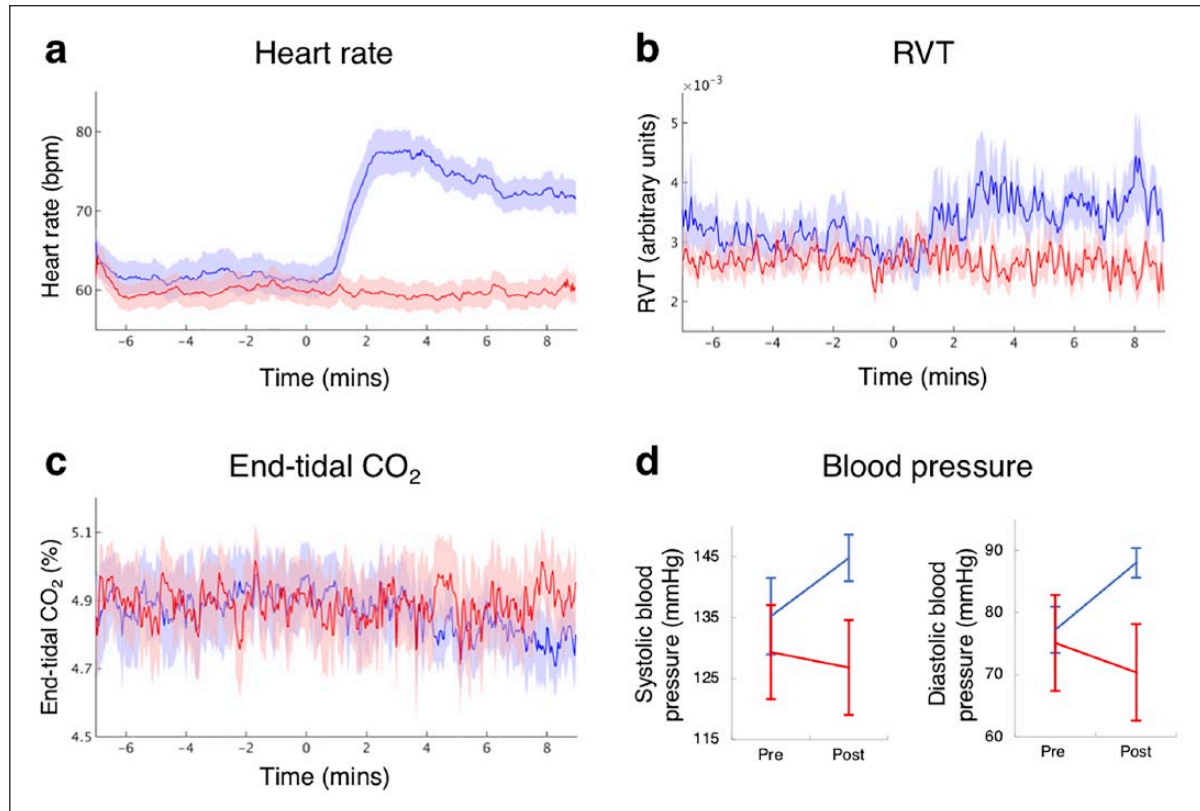 a Heart rate
Heart rate (bpm)
80
70
60
−6 −4 −2 0 2 4 6 8
Time (mins)
b RVT
×10⁻³
RVT (arbitrary units)
5
4
3
2
−6 −4 −2 0 2 4 6 8
Time (mins)
c End-tidal CO₂
End-tidal CO₂ (%)
5.1
4.9
4.7
4.5
−6 −4 −2 0 2 4 6 8
Time (mins)
d Blood pressure
Systolic blood
pressure (mmHg)
145
135
125
115
Pre Post
Diastolic blood
pressure (mmHg)
90
80
70
60
Pre Post